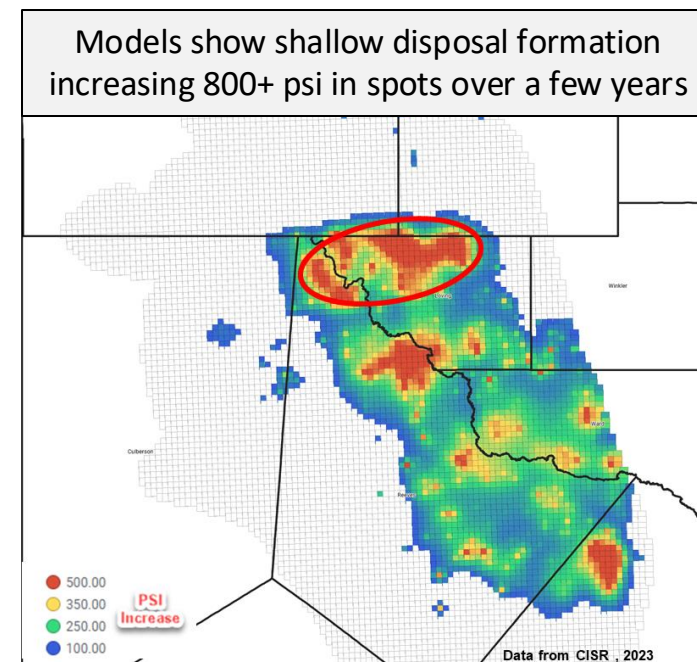 Models show shallow disposal formation
increasing 800+ psi in spots over a few years
Winkler
Loving
Ward
Culberson
Reeves
500.00
350.00
250.00
100.00
PSI
Increase
Data from CISR , 2023